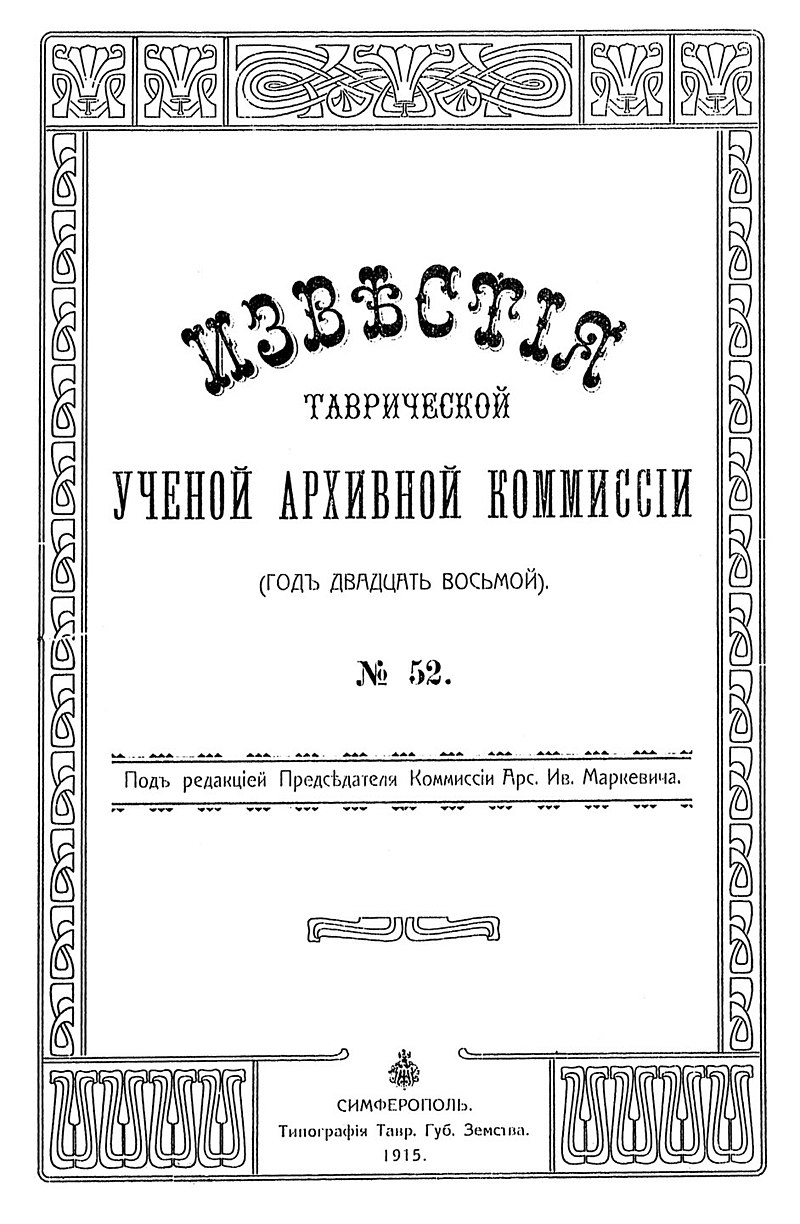 ИЗВѢСТІЯ
ТАВРИЧЕСКОЙ
УЧЕНОЙ АРХИВНОЙ КОММИССІИ
(ГОДЪ ДВАДЦАТЬ ВОСЬМОЙ).
№ 52.
Подъ редакціей Предсѣдателя Коммиссіи Арс. Ив. Маркевича.
СИМФЕРОПОЛЬ.
Типографія Тавр. Губ. Земства.
1915.